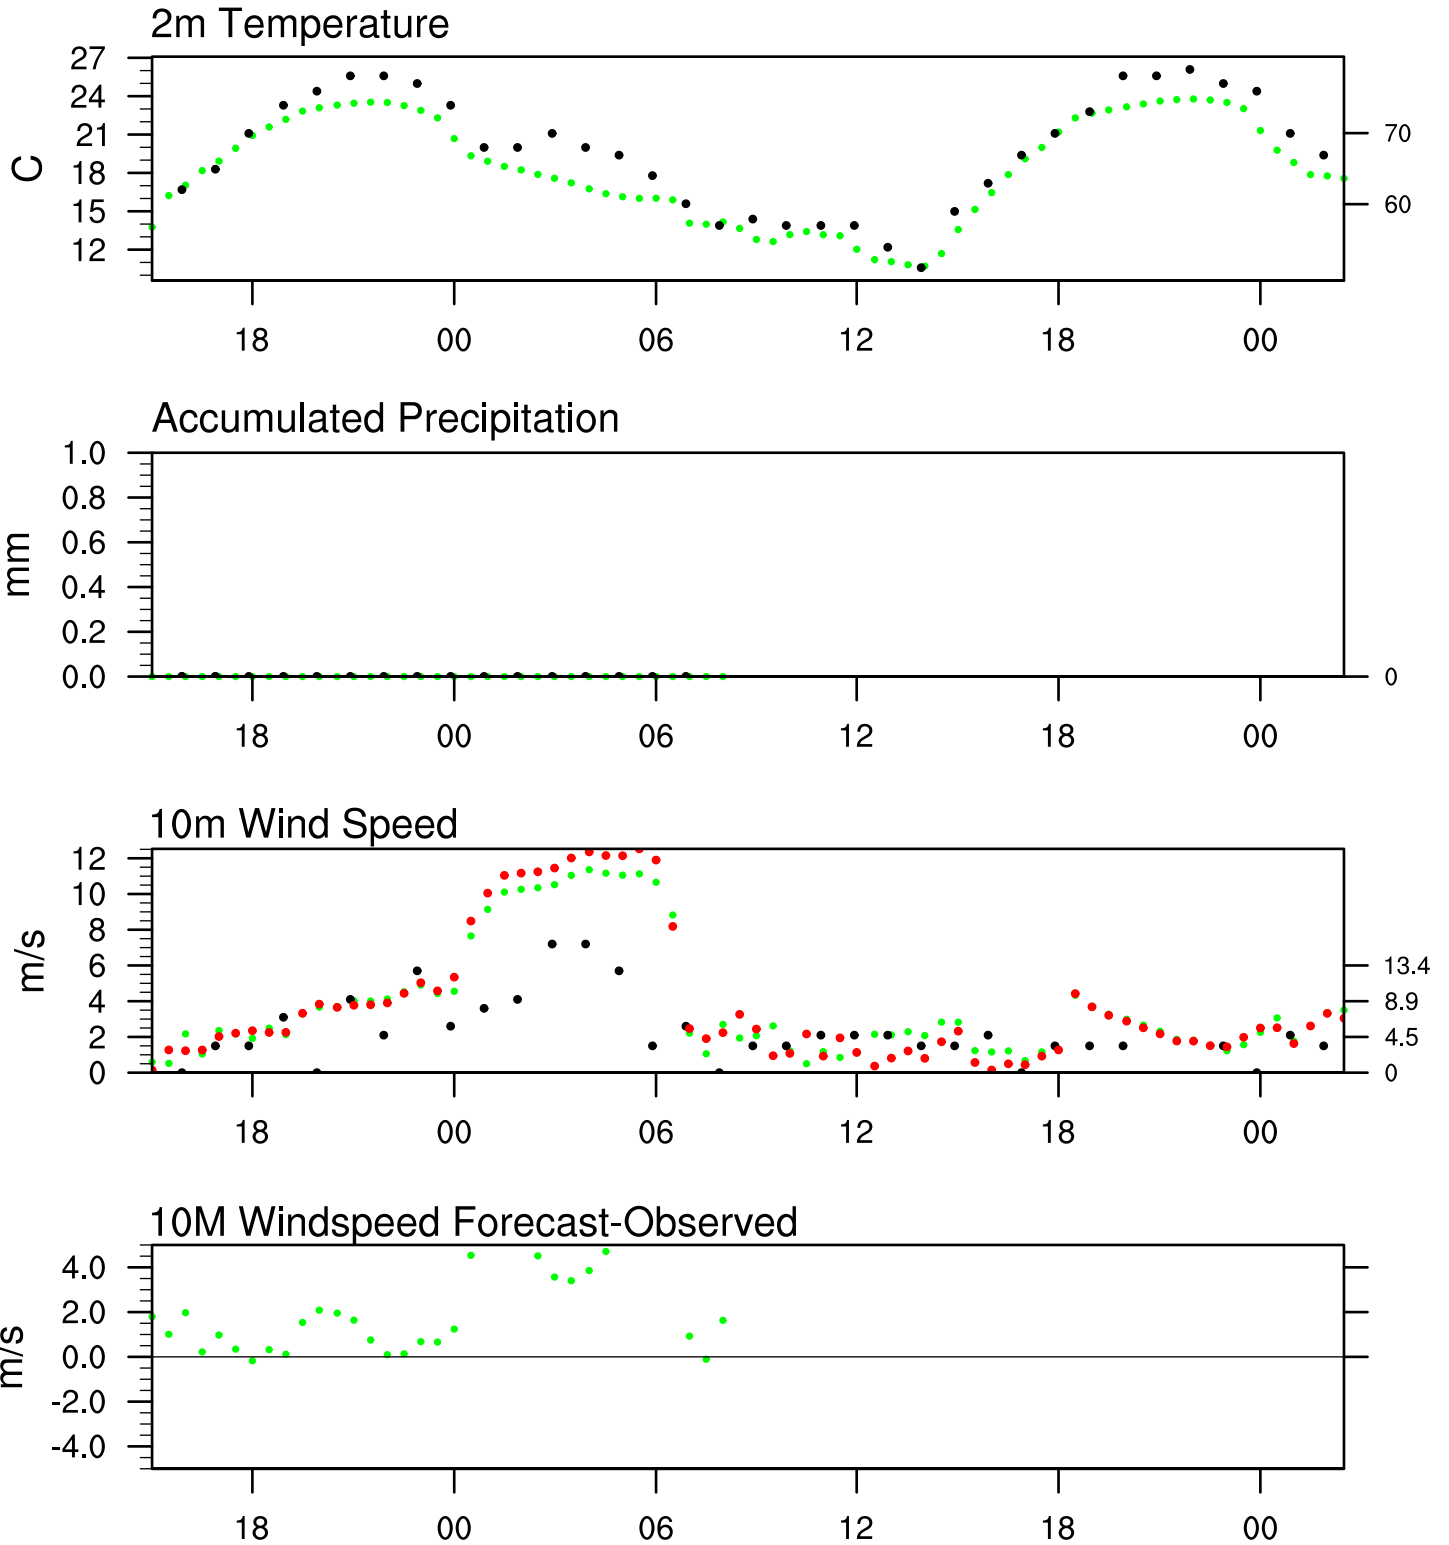 2m Temperature
27
24
21
18
15
12
C
70
60
18 00 06 12 18 00
Accumulated Precipitation
1.0
0.8
0.6
0.4
0.2
0.0
mm
0
18 00 06 12 18 00
10m Wind Speed
12
10
8
6
4
2
0
m/s
13.4
8.9
4.5
0
18 00 06 12 18 00
10M Windspeed Forecast-Observed
4.0
2.0
0.0
-2.0
-4.0
m/s
18 00 06 12 18 00